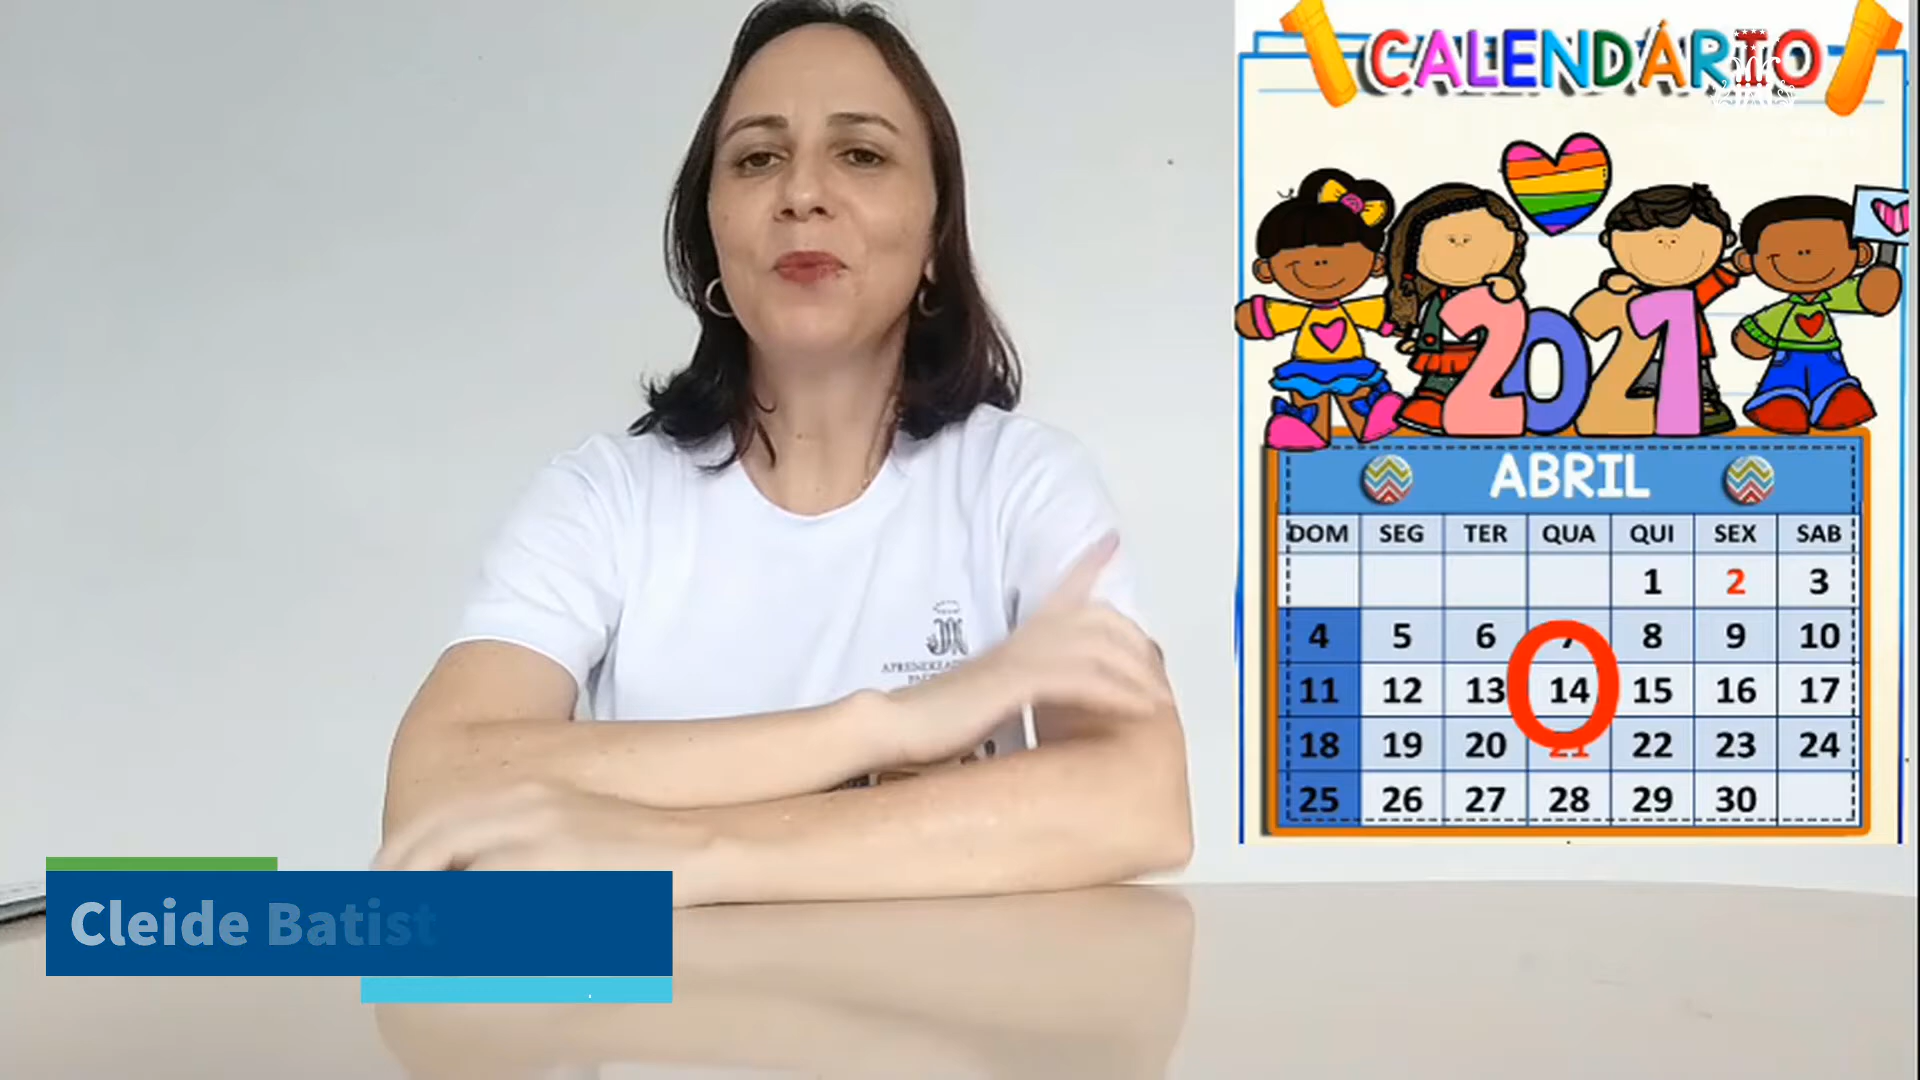 CALENDÁRIO
2021
ABRIL
DOM SEG TER QUA QUI SEX SAB
1 2 3
4 5 6 7 8 9 10
11 12 13 14 15 16 17
18 19 20 21 22 23 24
25 26 27 28 29 30
Cleide Batist